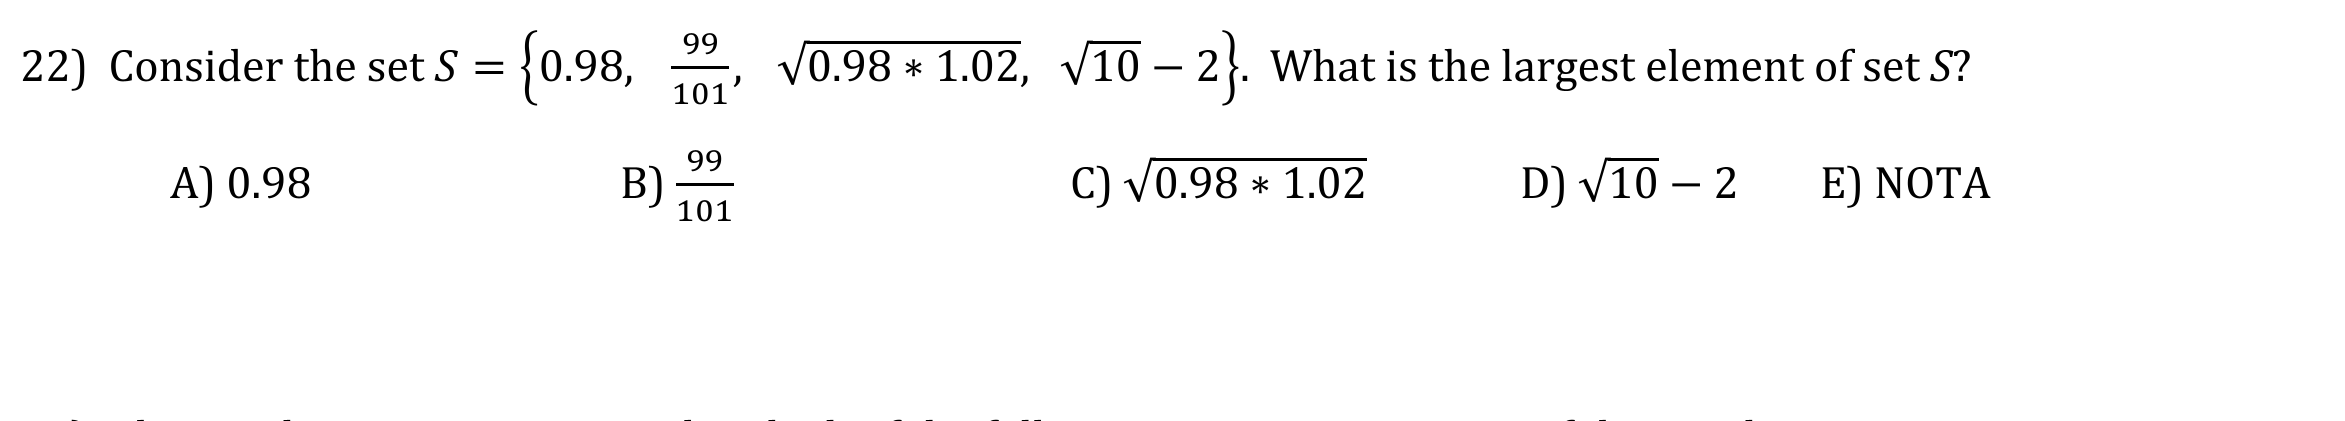 22) Consider the set S = {0.98, 99/101, √(0.98 * 1.02), √10 − 2}. What is the largest element of set S?
A) 0.98 B) 99/101 C) √(0.98 * 1.02) D) √10 − 2 E) NOTA